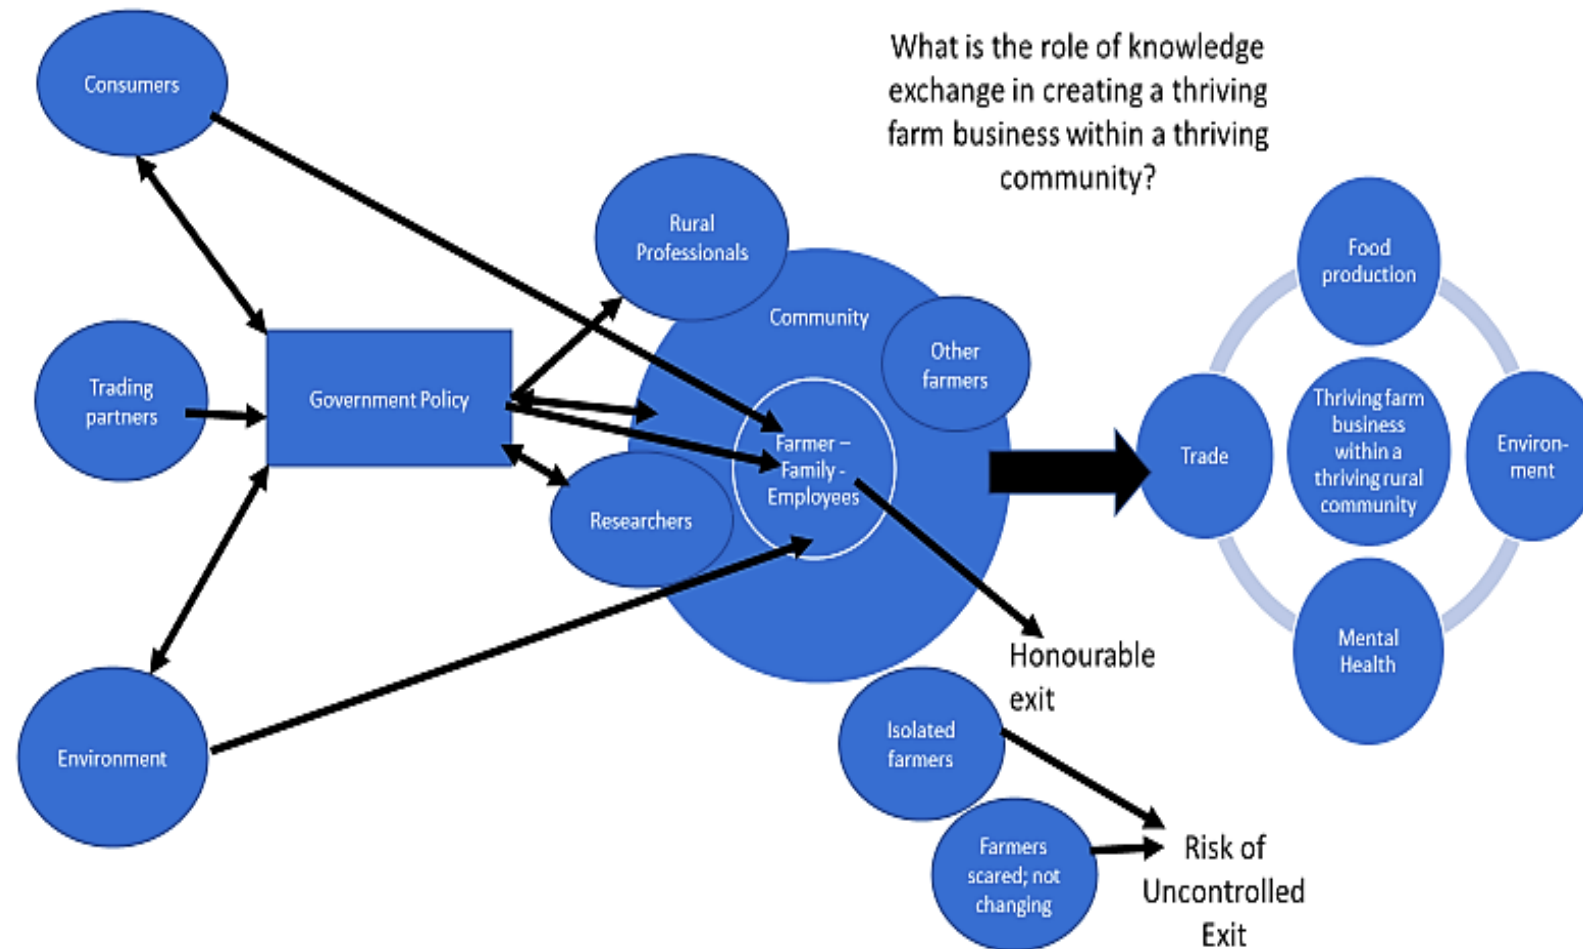 What is the role of knowledge
exchange in creating a thriving
farm business within a thriving
community?
Consumers
Rural
Professionals
Food
production
Community
Other
farmers
Trading
partners
Government Policy
Thriving farm
business
within a
thriving rural
community
Trade
Environ-
ment
Farmer –
Family -
Employees
Researchers
Mental
Health
Honourable
exit
Isolated
farmers
Environment
Farmers
scared; not
changing
Risk of
Uncontrolled
Exit